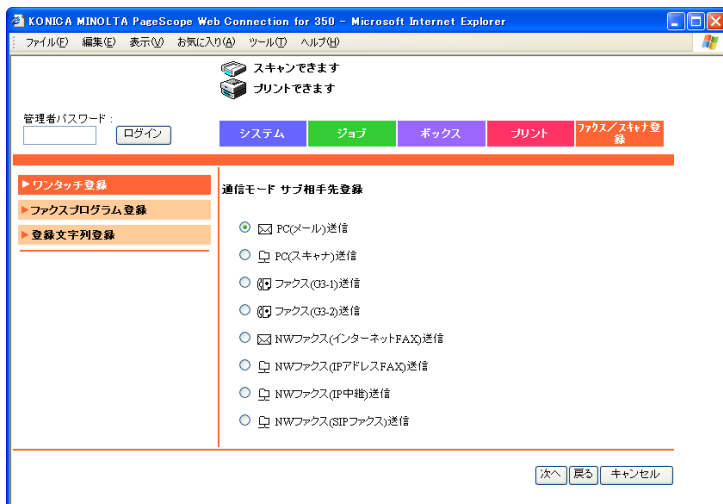 KONICA MINOLTA PageScope Web Connection for 350 - Microsoft Internet Explorer
ファイル(F) 編集(E) 表示(V) お気に入り(A) ツール(T) ヘルプ(H)
スキャンできます
プリントできます
管理者パスワード:
ログイン
システム ジョブ ボックス プリント ファクス/スキャナ登
録
ワンタッチ登録
ファクスプログラム登録
登録文字列登録
通信モード サブ相手先登録
PC(メール)送信
PC(スキャナ)送信
ファクス(G3-1)送信
ファクス(G3-2)送信
NWファクス(インターネットFAX)送信
NWファクス(IPアドレスFAX)送信
NWファクス(IP中継)送信
NWファクス(SIPファクス)送信
次へ 戻る キャンセル